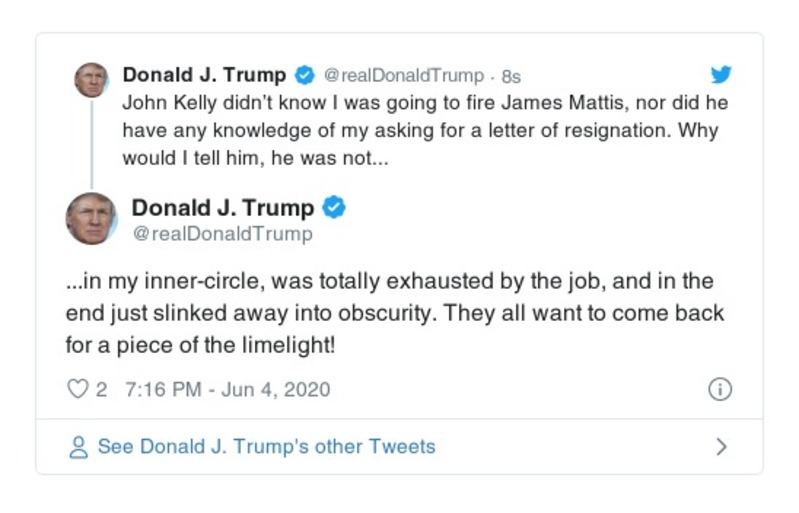 Donald J. Trump @realDonaldTrump · 8s
John Kelly didn't know I was going to fire James Mattis, nor did he
have any knowledge of my asking for a letter of resignation. Why
would I tell him, he was not...
Donald J. Trump
@realDonaldTrump
...in my inner-circle, was totally exhausted by the job, and in the
end just slinked away into obscurity. They all want to come back
for a piece of the limelight!
2 7:16 PM - Jun 4, 2020
See Donald J. Trump's other Tweets